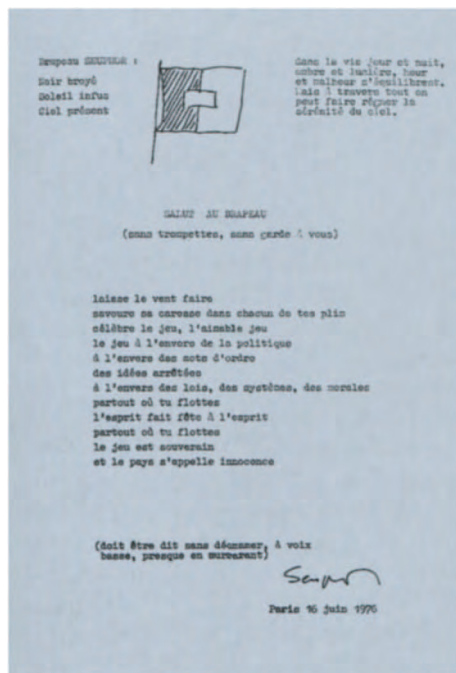 Drapeau SEUPHOR :
Noir broyé
Soleil infus
Ciel présent
Dans la vie jour et nuit,
ombre et lumière, heur
et malheur s'équilibrent.
Mais à travers tout on
peut faire régner la
sérénité du ciel.
SALUT AU DRAPEAU
(sans trompettes, sans garde à vous)
laisse le vent faire
savoure sa caresse dans chacun de tes plis
célèbre le jeu, l'aimable jeu
le jeu à l'envers de la politique
à l'envers des mots d'ordre
des idées arrêtées
à l'envers des lois, des systèmes, des morales
partout où tu flottes
l'esprit fait fête à l'esprit
partout où tu flottes
le jeu est souverain
et le pays s'appelle innocence
(doit être dit sans, à voix
basse, presque en murmurant)
Seuphor
Paris 16 juin 1976